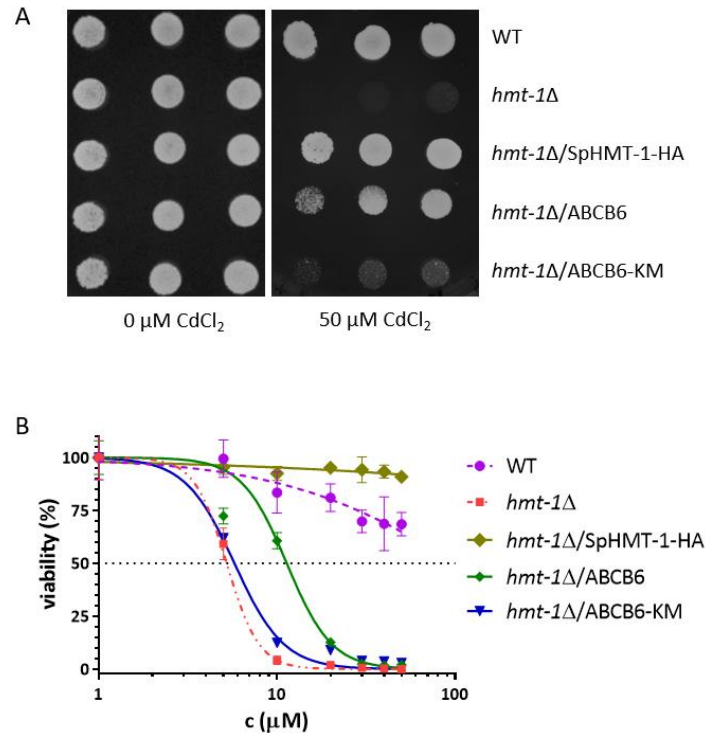 A
WT
hmt-1Δ
hmt-1Δ/SpHMT-1-HA
hmt-1Δ/ABCB6
hmt-1Δ/ABCB6-KM
0 μM CdCl₂
50 μM CdCl₂
B
100
75
50
25
0
viability (%)
1
10
100
c (μM)
WT
hmt-1Δ
hmt-1Δ/SpHMT-1-HA
hmt-1Δ/ABCB6
hmt-1Δ/ABCB6-KM